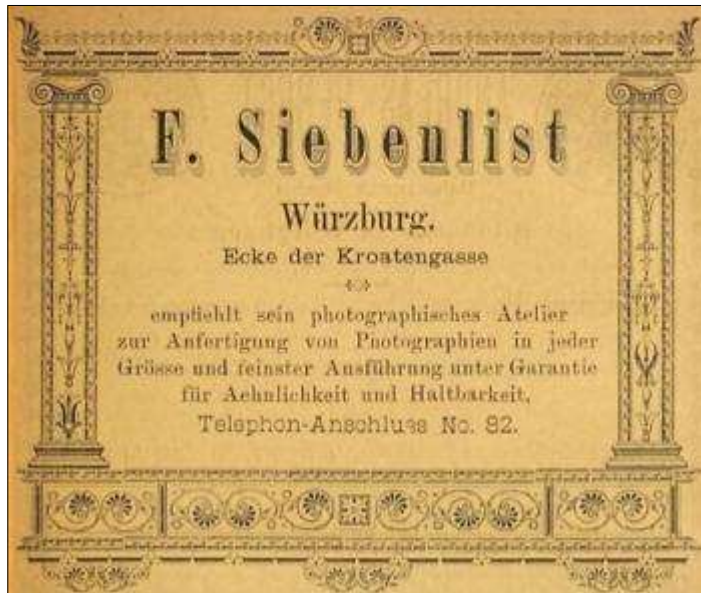 F. Siebenlist
Würzburg.
Ecke der Kroatengasse
empfiehlt sein photographisches Atelier
zur Anfertigung von Photographien in jeder
Grösse und feinster Ausführung unter Garantie
für Aehnlichkeit und Haltbarkeit.
Telephon-Anschluss No. 82.